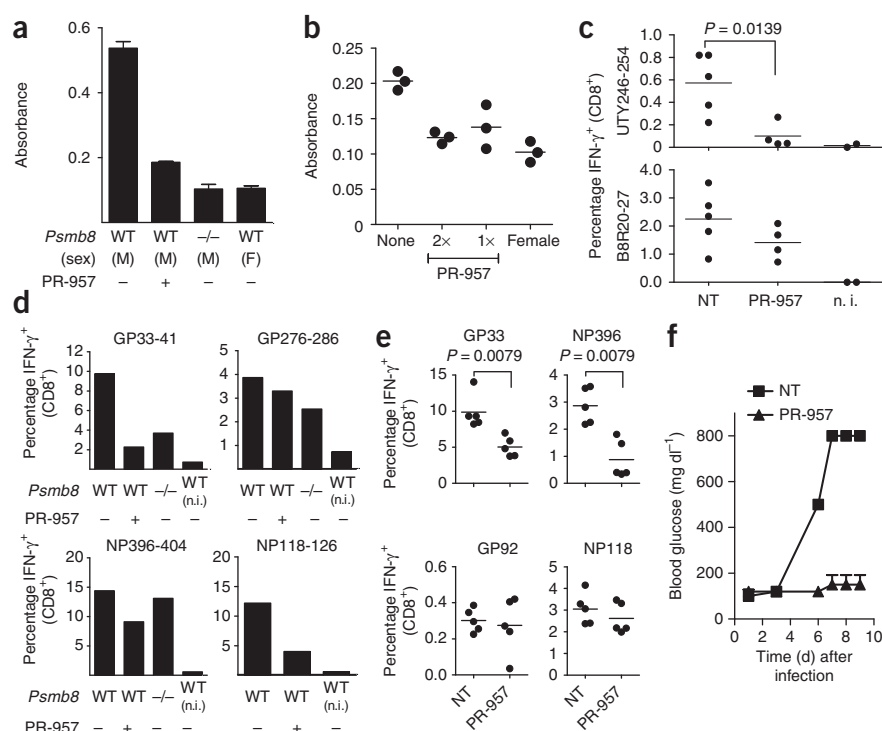 a
0.6
0.4
0.2
Absorbance
Psmb8 WT WT –/– WT
(sex) (M) (M) (M) (F)
PR-957 – + – –
b
0.25
0.20
0.15
0.10
0.05
0
Absorbance
None 2× 1× Female
PR-957
c
P = 0.0139
1.0
0.8
0.6
0.4
0.2
0
4.0
3.0
2.0
1.0
0.0
Percentage IFN-γ+ (CD8+)
UTY246-254
B8R20-27
NT PR-957 n. i.
d
GP33-41
10
8
6
4
2
Percentage IFN-γ+
(CD8+)
Psmb8 WT WT –/– WT
(n.i.)
PR-957 – + – –
GP276-286
5
4
3
2
1
WT WT –/– WT
(n.i.)
– + – –
NP396-404
20
15
10
5
Percentage IFN-γ+
(CD8+)
Psmb8 WT WT –/– WT
(n.i.)
PR-957 – + – –
NP118-126
20
15
10
5
WT WT WT
(n.i.)
– + –
e
GP33
P = 0.0079
15
10
5
0
Percentage IFN-γ+
(CD8+)
NP396
P = 0.0079
4
3
2
1
0
GP92
0.6
0.4
0.2
0
Percentage IFN-γ+
(CD8+)
NT
PR-957
NP118
5
4
3
2
1
0
NT
PR-957
f
NT
PR-957
800
600
400
200
0
Blood glucose (mg dl–1)
0 2 4 6 8 10
Time (d) after
infection